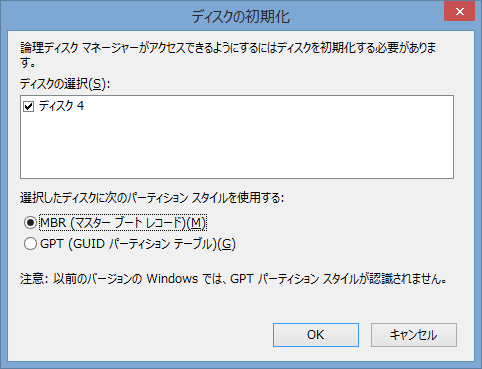 ディスクの初期化
論理ディスク マネージャーがアクセスできるようにするにはディスクを初期化する必要がありま
す。
ディスクの選択(S):
ディスク 4
選択したディスクに次のパーティション スタイルを使用する:
MBR (マスター ブート レコード)(M)
GPT (GUID パーティション テーブル)(G)
注意: 以前のバージョンの Windows では、GPT パーティション スタイルが認識されません。
OK
キャンセル